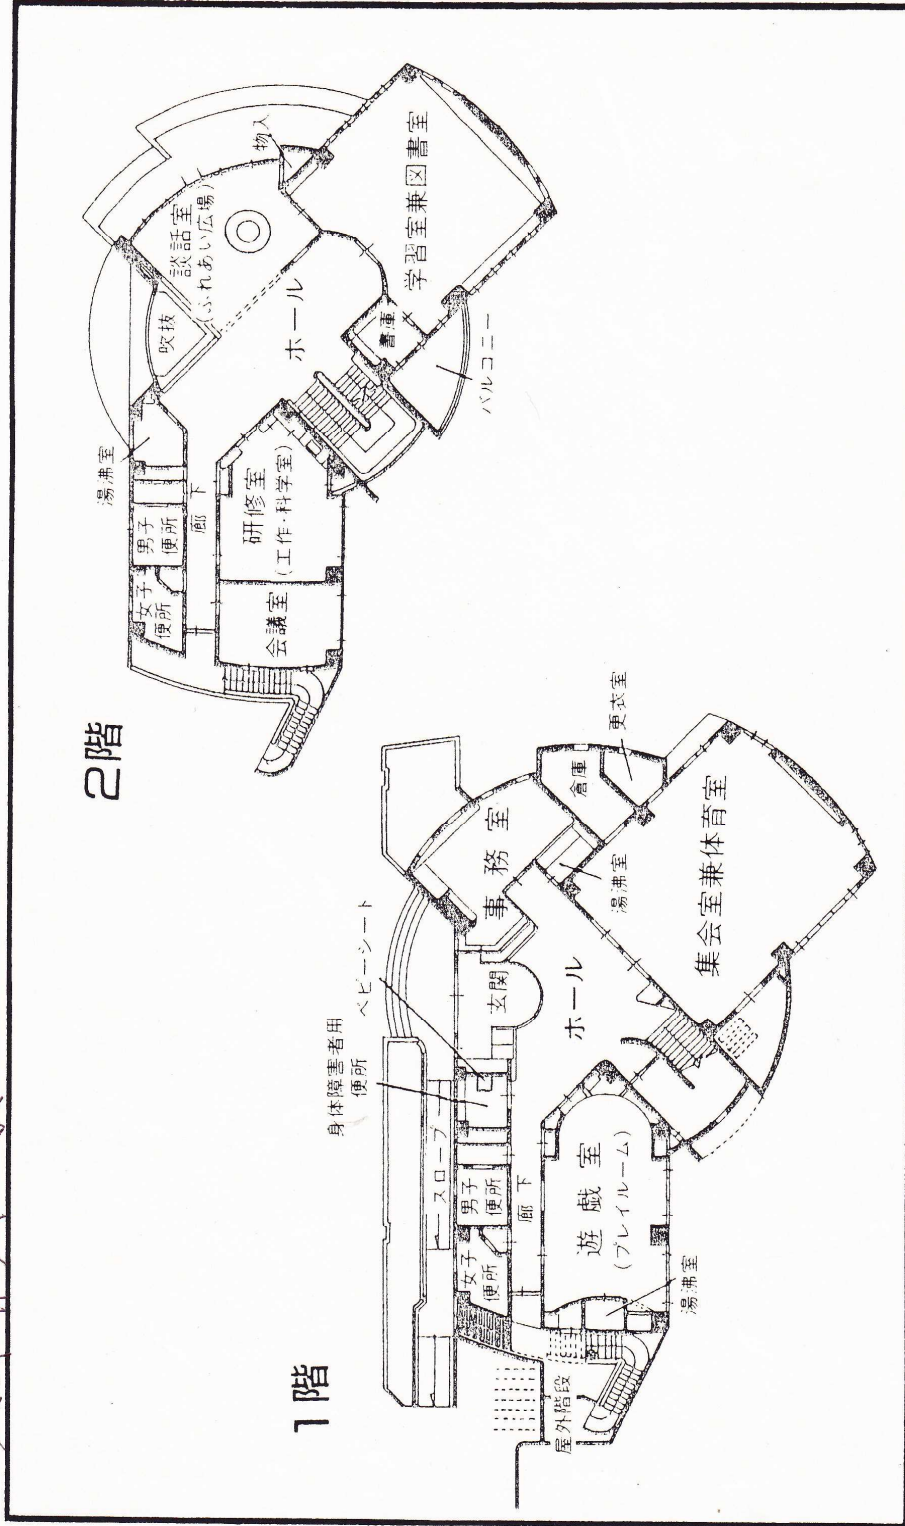 2階
湯沸室
女子
便所
男子
便所
廊下
会議室
研修室
(工作・科学室)
吹抜
談話室
(ふれあい広場)
物入
ホール
書庫
学習室兼図書室
バルコニー
1階
身体障害者用
便所
ベビーシート
スロープ
女子
便所
男子
便所
廊下
玄関
事務室
倉庫
更衣室
湯沸室
ホール
集会室兼体育室
遊戯室
(プレイルーム)
湯沸室
屋外階段